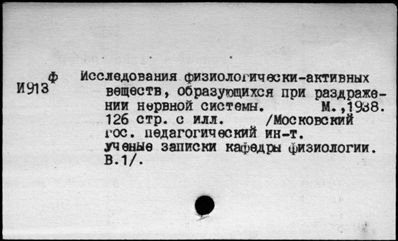 ф Исследования физиологически-активных
И913 веществ, образующихся при раздраже-
нии нервной системы. М.,1938.
126 стр. с илл. /Московский
гос. педагогический ин-т.
ученые записки кафедры физиологии.
В.1/.